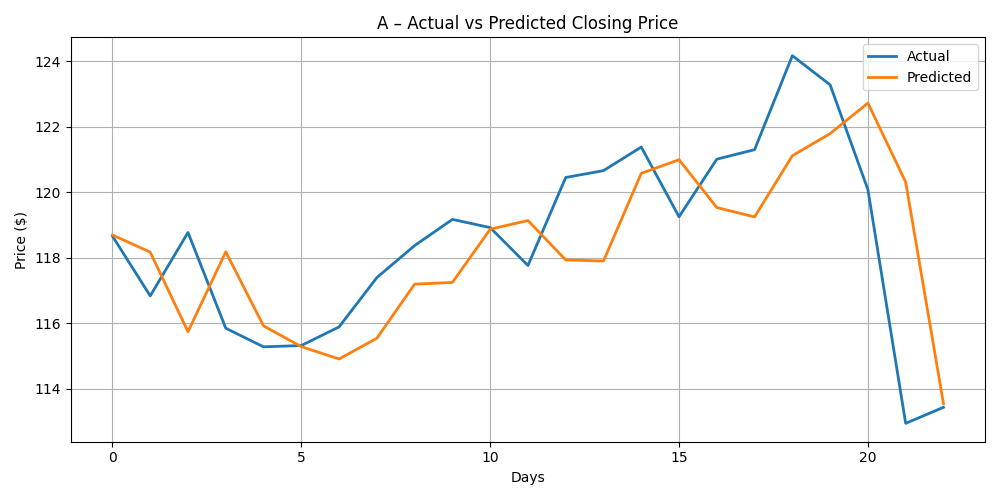 A – Actual vs Predicted Closing Price
Actual
Predicted
Price ($)
124
122
120
118
116
114
0
5
10
15
20
Days